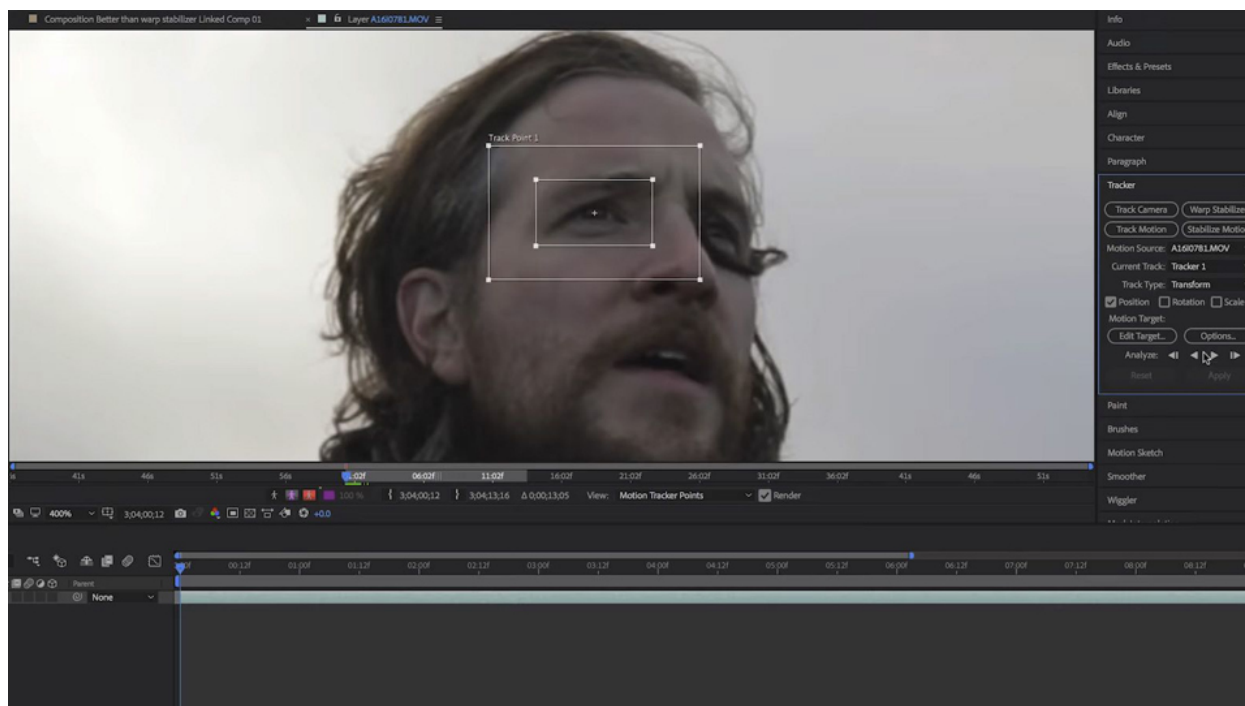 Composition Better than warp stabilizer Linked Comp 01
× Layer A16I0781.MOV
Track Point 1
Info
Audio
Effects & Presets
Libraries
Align
Character
Paragraph
Tracker
Track Camera Warp Stabilize
Track Motion Stabilize Motio
Motion Source: A16I0781.MOV
Current Track: Tracker 1
Track Type: Transform
Position Rotation Scale
Motion Target:
Edit Target... Options...
Analyze:
Reset Apply
Paint
Brushes
Motion Sketch
Smoother
Wiggler
41s 46s 51s 56s 1:02f 06:02f 11:02f 16:02f 21:02f 26:02f 31:02f 36:02f 41s 46s 51s
100 % { 3;04;00;12 } 3;04;13;16 Δ 0;00;13;05 View: Motion Tracker Points Render
400% 3;04;00;12 +0.0
00:12f 01:00f 01:12f 02:00f 02:12f 03:00f 03:12f 04:00f 04:12f 05:00f 05:12f 06:00f 06:12f 07:00f 07:12f 08:00f 08:12f
Parent
None